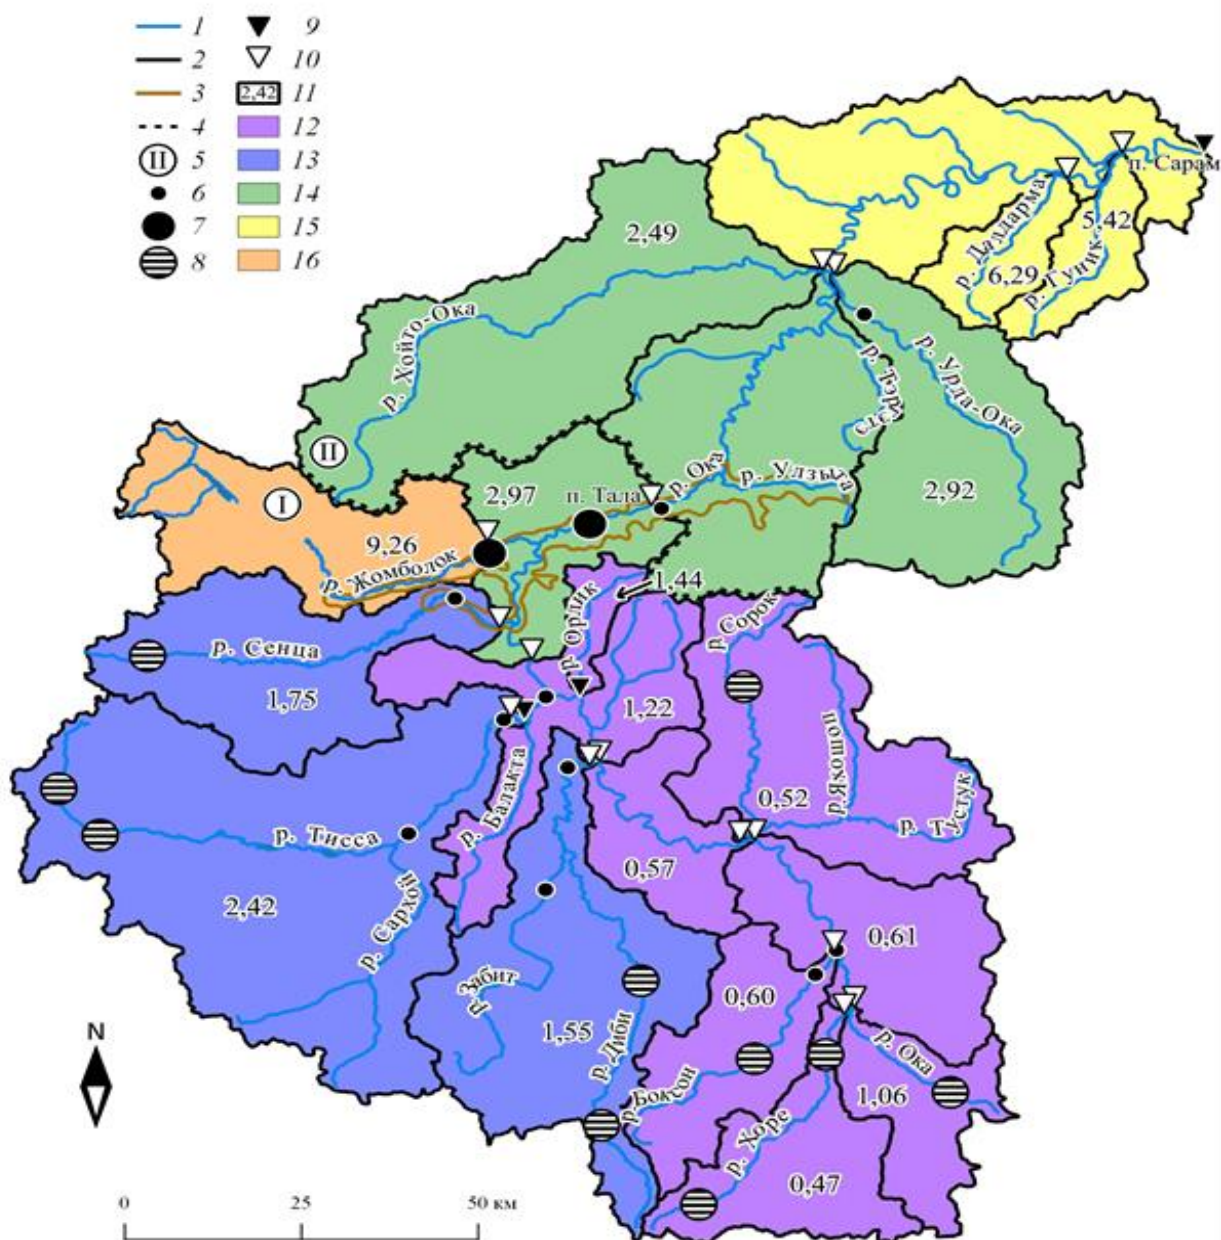 1 9
2 10
3 2,42 11
4 12
II 5 13
6 14
7 15
8 16
п. Сарам
5,42
р. Далдарма
6,29
р. Гуник
2,49
р. Хойто-Ока
р. Урда-Ока
II
р. Ока
р. Улзыта
2,97
п. Тала
2,92
I
9,26
р. Жомболок
1,44
р. Орлик
р. Сорок
р. Сенца
1,75
1,22
р.Якошоп
0,52
р. Тустук
р. Балакта
р. Тисса
0,57
2,42
р. Сархой
0,61
р. Забит
0,60
1,55
р. Диби
р. Ока
N
р. Боксон
1,06
р. Хоре
0,47
0 25 50 км